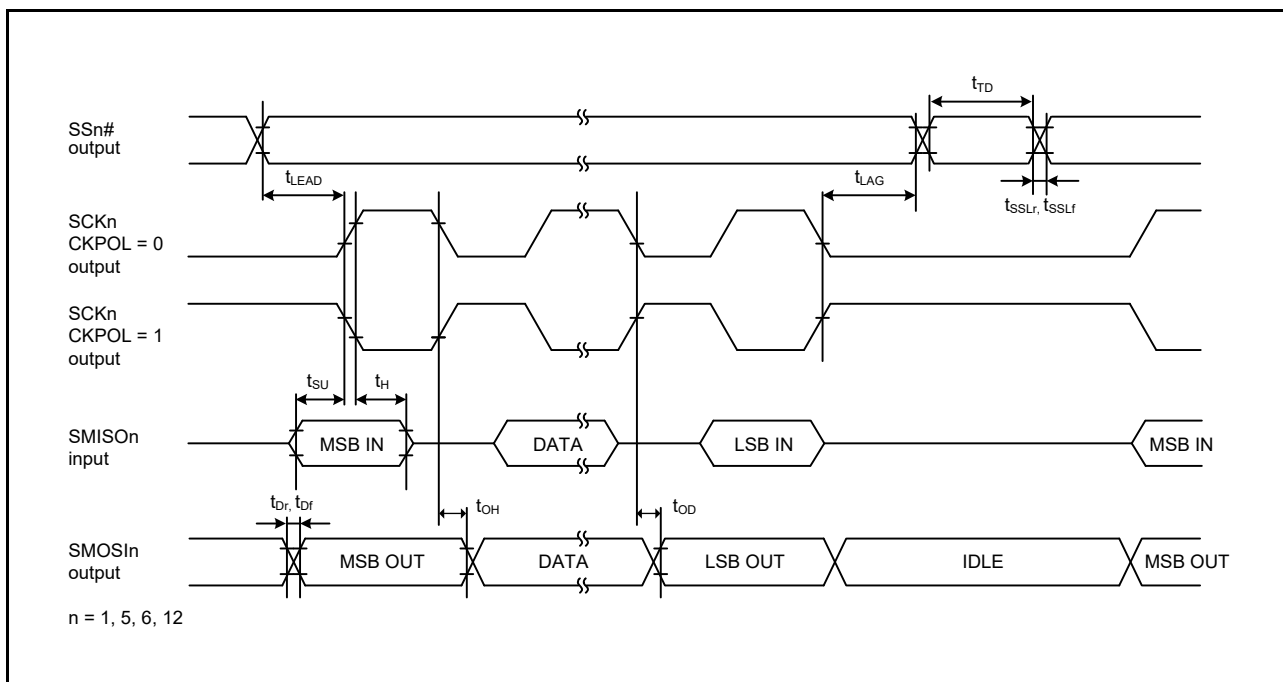 tTD
SSn#
output
tLEAD
tLAG
tSSLr, tSSLf
SCKn
CKPOL = 0
output
SCKn
CKPOL = 1
output
tSU
tH
SMISOn
input
MSB IN
DATA
LSB IN
MSB IN
tDr, tDf
tOH
tOD
SMOSIn
output
MSB OUT
DATA
LSB OUT
IDLE
MSB OUT
n = 1, 5, 6, 12